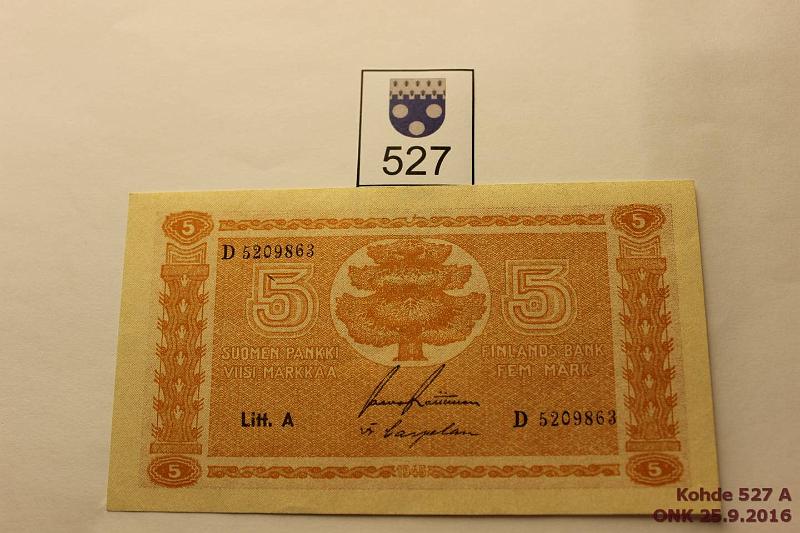 527
5 5
D 5209863
5 5
SUOMEN PANKKI FINLANDS BANK
VIISI MARKKAA FEM MARK
Litt. A D 5209863
5 1945 5
Kohde 527 A
ONK 25.9.2016